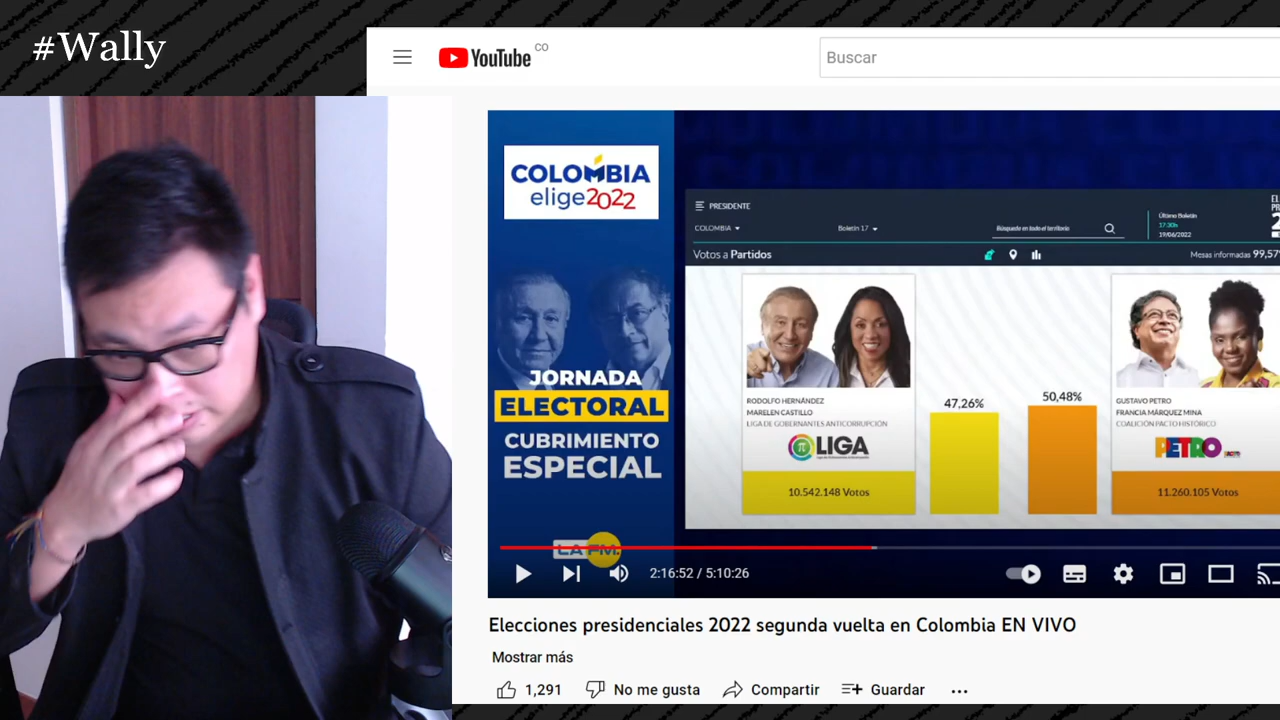 #Wally
YouTube CO
Buscar
COLOMBIA
elige2022
JORNADA
ELECTORAL
CUBRIMIENTO
ESPECIAL
LA FM.
PRESIDENTE
COLOMBIA
Boletín 17
Búsqueda en todo el territorio
Último Boletín
17:30h
19/06/2022
EL
PR
2
Votos a Partidos
Mesas informadas 99,57
RODOLFO HERNÁNDEZ
MARELEN CASTILLO
LIGA DE GOBERNANTES ANTICORRUPCIÓN
LIGA
10.542.148 Votos
47,26%
50,48%
GUSTAVO PETRO
FRANCIA MÁRQUEZ MINA
COALICIÓN PACTO HISTÓRICO
PETRO
11.260.105 Votos
2:16:52 / 5:10:26
Elecciones presidenciales 2022 segunda vuelta en Colombia EN VIVO
Mostrar más
1,291
No me gusta
Compartir
Guardar